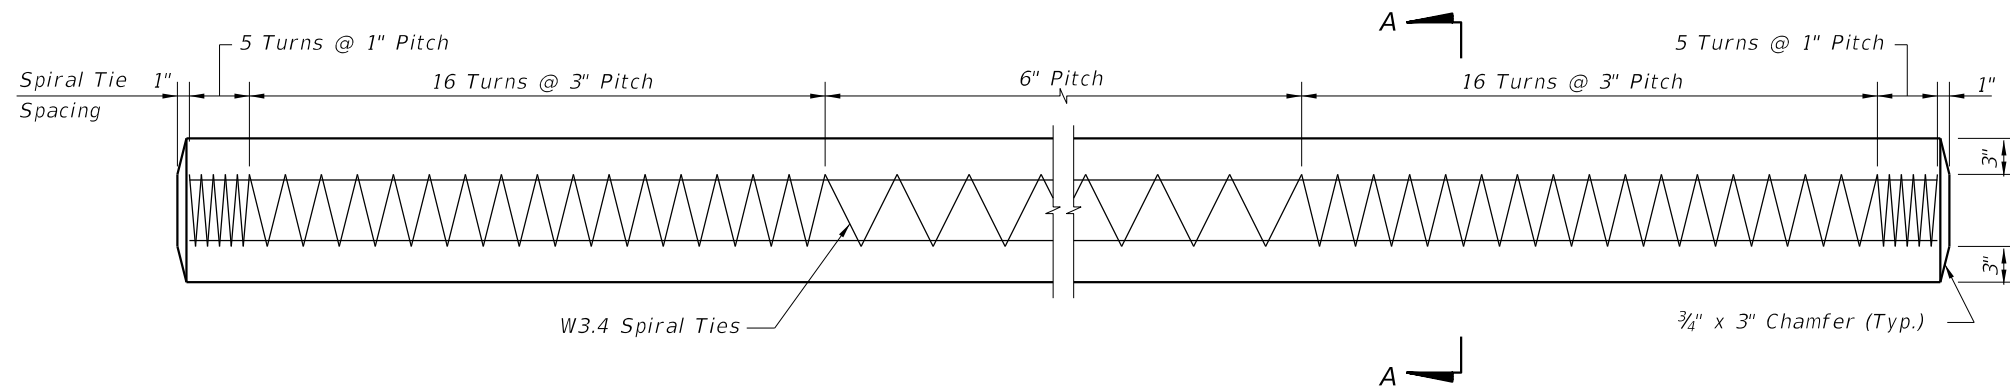 A
5 Turns @ 1" Pitch
5 Turns @ 1" Pitch
Spiral Tie 1"
16 Turns @ 3" Pitch
6" Pitch
16 Turns @ 3" Pitch
1"
Spacing
3"
3"
W3.4 Spiral Ties
¾" x 3" Chamfer (Typ.)
A